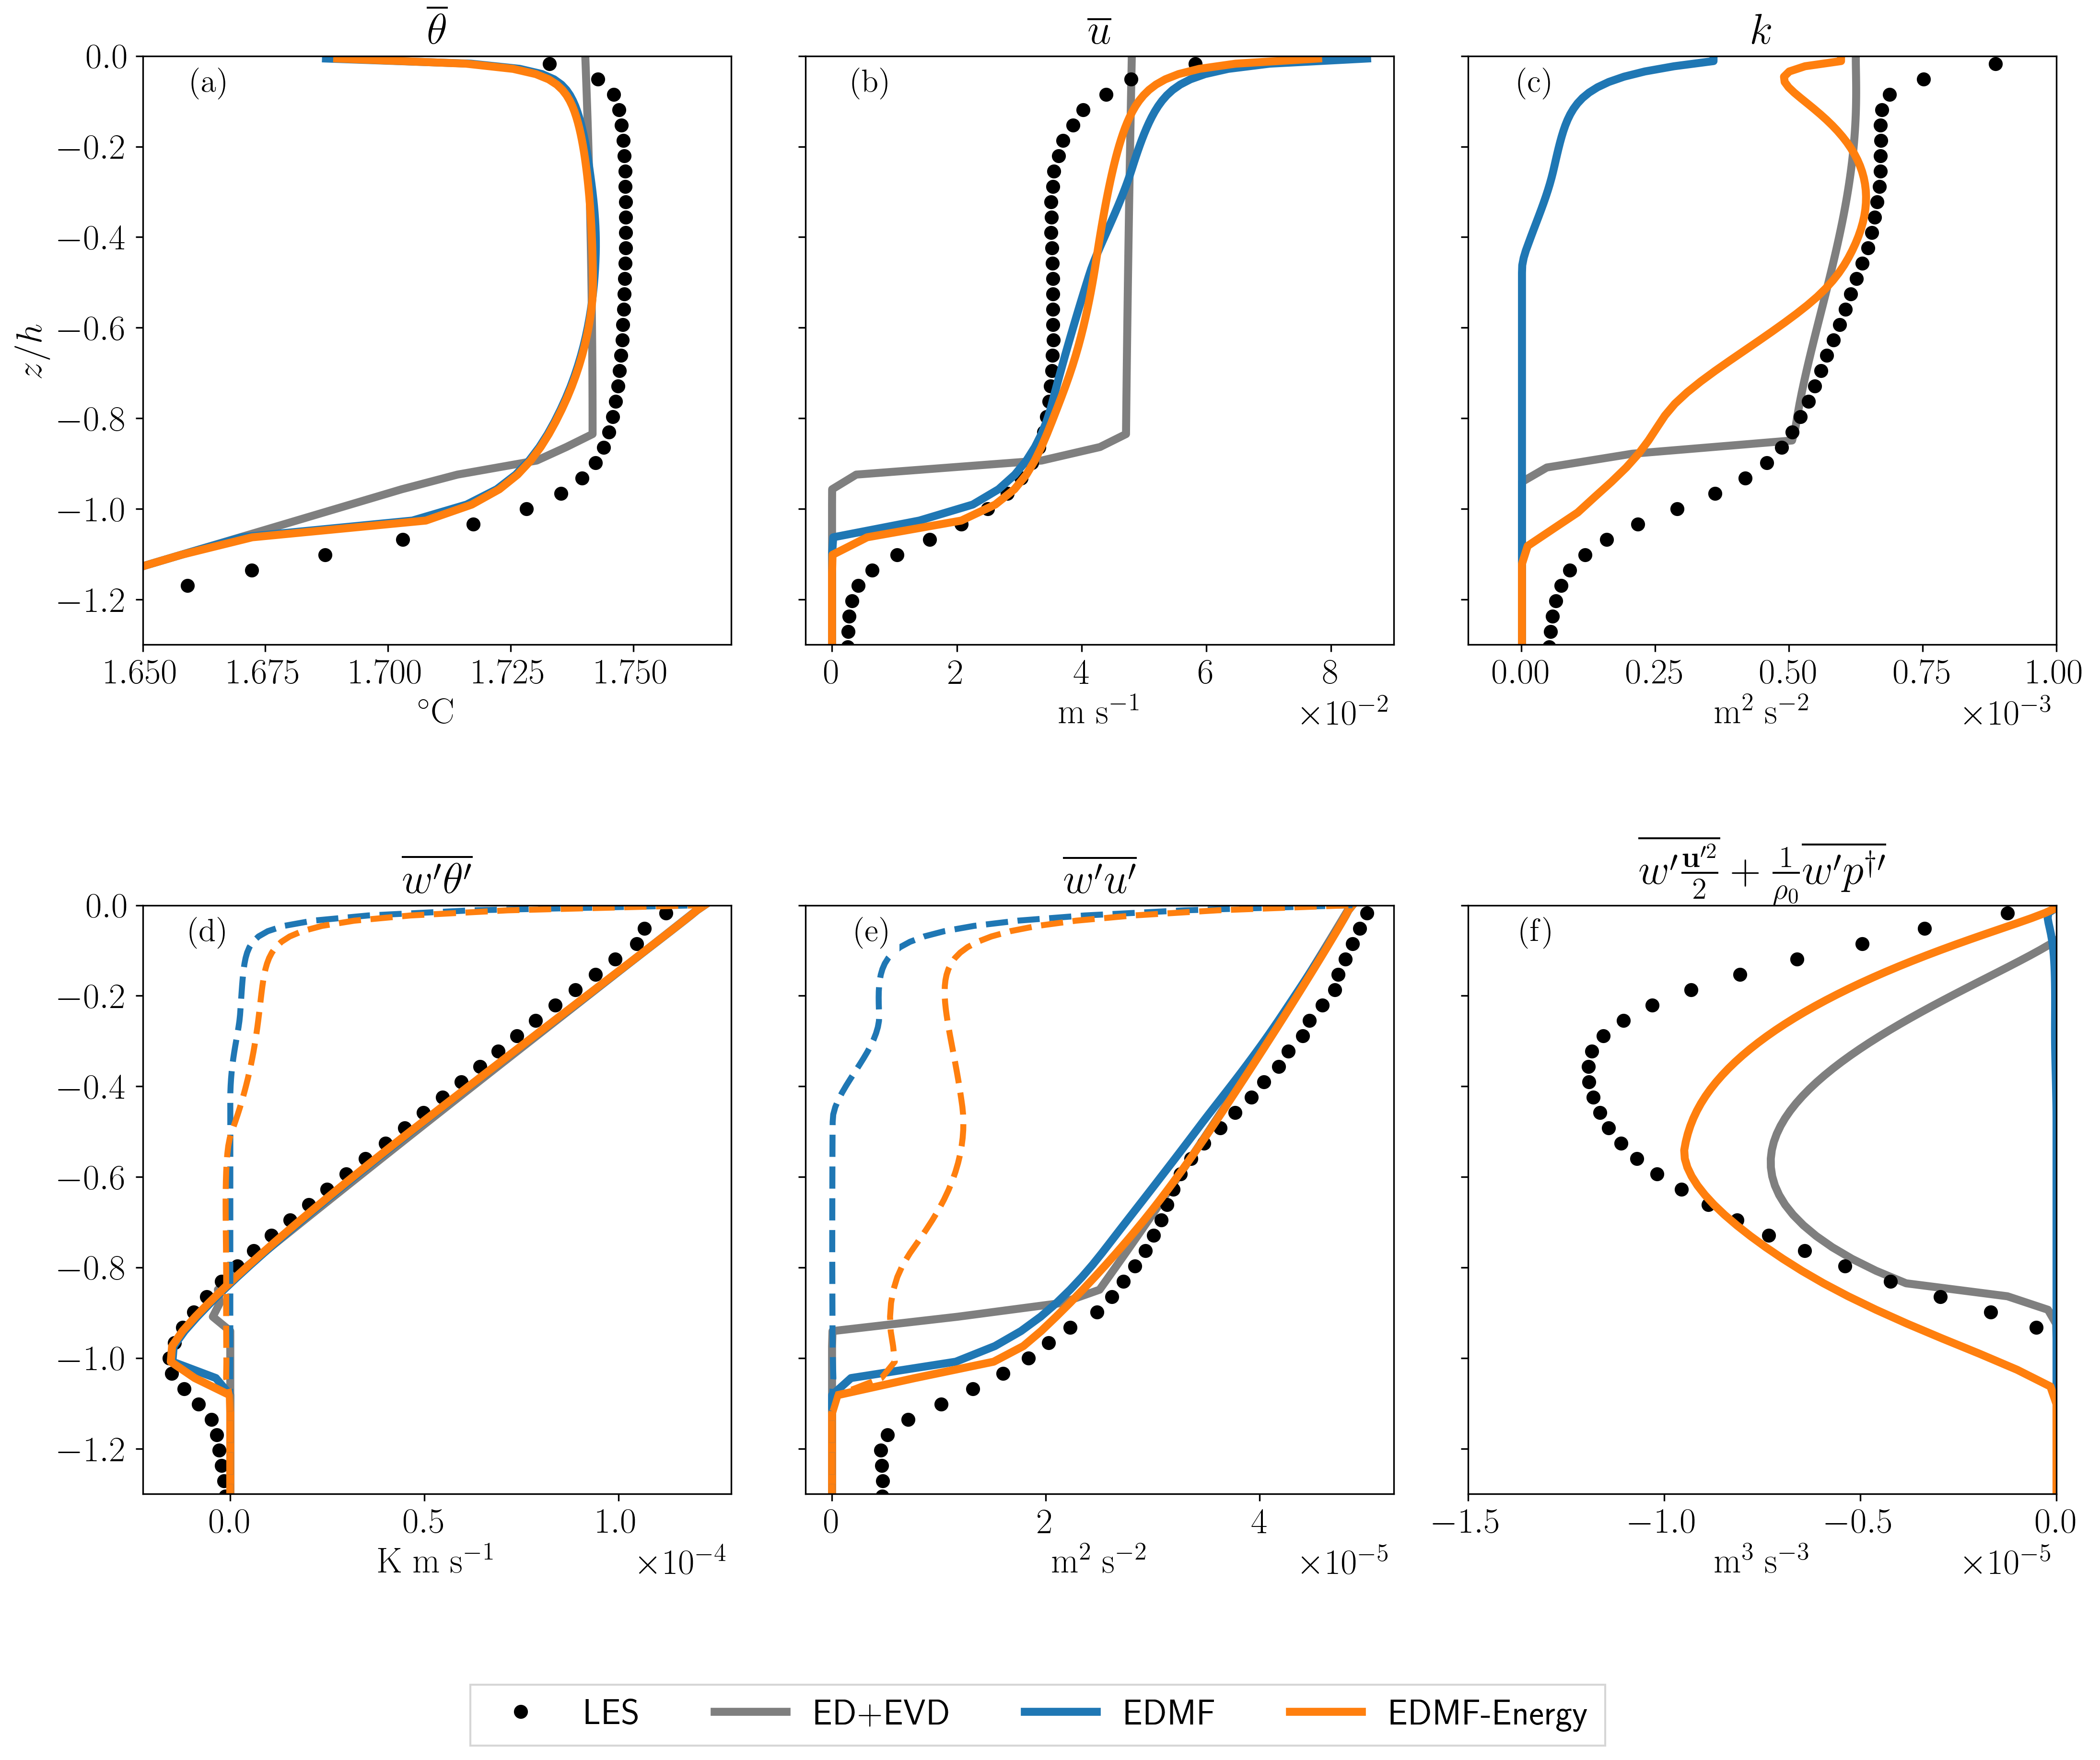 θ̅
u̅
k
(a)
(b)
(c)
0.0
−0.2
−0.4
−0.6
−0.8
−1.0
−1.2
z/h
1.650 1.675 1.700 1.725 1.750
0 2 4 6 8
0.00 0.25 0.50 0.75 1.00
°C
m s⁻¹ ×10⁻²
m² s⁻² ×10⁻³
w′θ′
w′u′
w′ u′²/2 + 1/ρ₀ w′p†′
(d)
(e)
(f)
0.0
−0.2
−0.4
−0.6
−0.8
−1.0
−1.2
0.0 0.5 1.0
0 2 4
−1.5 −1.0 −0.5 0.0
K m s⁻¹ ×10⁻⁴
m² s⁻² ×10⁻⁵
m³ s⁻³ ×10⁻⁵
LES ED+EVD EDMF EDMF-Energy